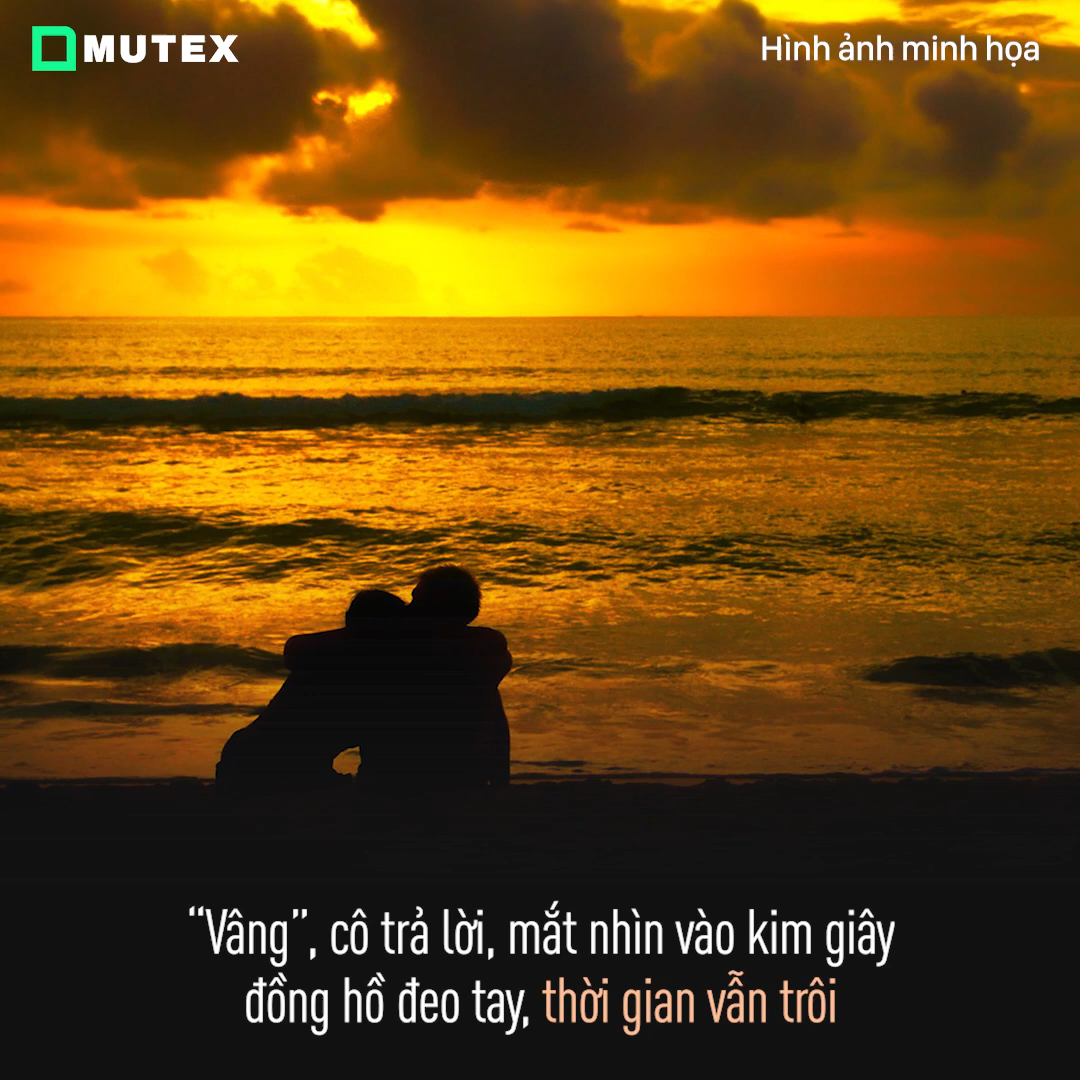 MUTEX
Hình ảnh minh họa
“Vâng”, cô trả lời, mắt nhìn vào kim giây
đồng hồ đeo tay, thời gian vẫn trôi